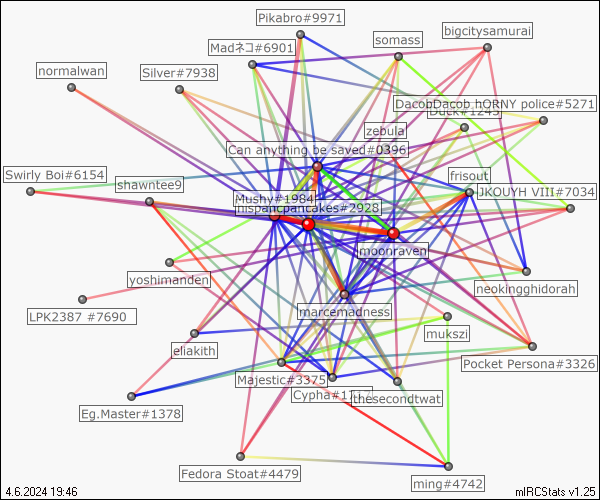 Pikabro#9971
bigcitysamurai
somass
Madネコ#6901
normalwan
Silver#7938
DacobDacob hORNY police#5271
Duck#1245
zebula
Can anything be saved#0396
frisout
Swirly Boi#6154
shawntee9
JKOUYH VIII#7034
Mushy#1984
hispancpancakes#2928
moonraven
yoshimanden
neokingghidorah
LPK2387 #7690
marcemadness
mukszi
eliakith
Pocket Persona#3326
Majestic#3375
Cypha#1717
thesecondtwat
Eg.Master#1378
Fedora Stoat#4479
ming#4742
4.6.2024 19:46
mIRCStats v1.25